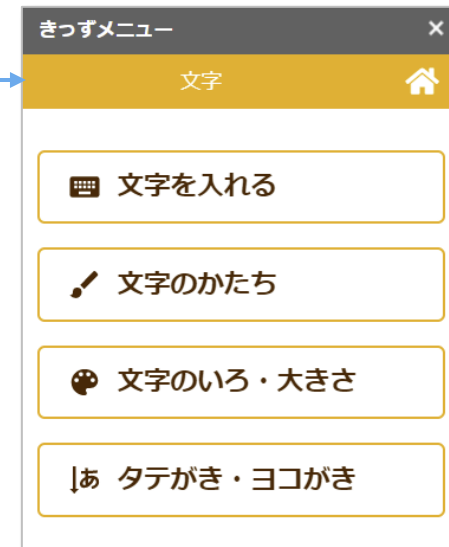 きっずメニュー ×
文字
文字を入れる
文字のかたち
文字のいろ・大きさ
↓あ タテがき・ヨコがき